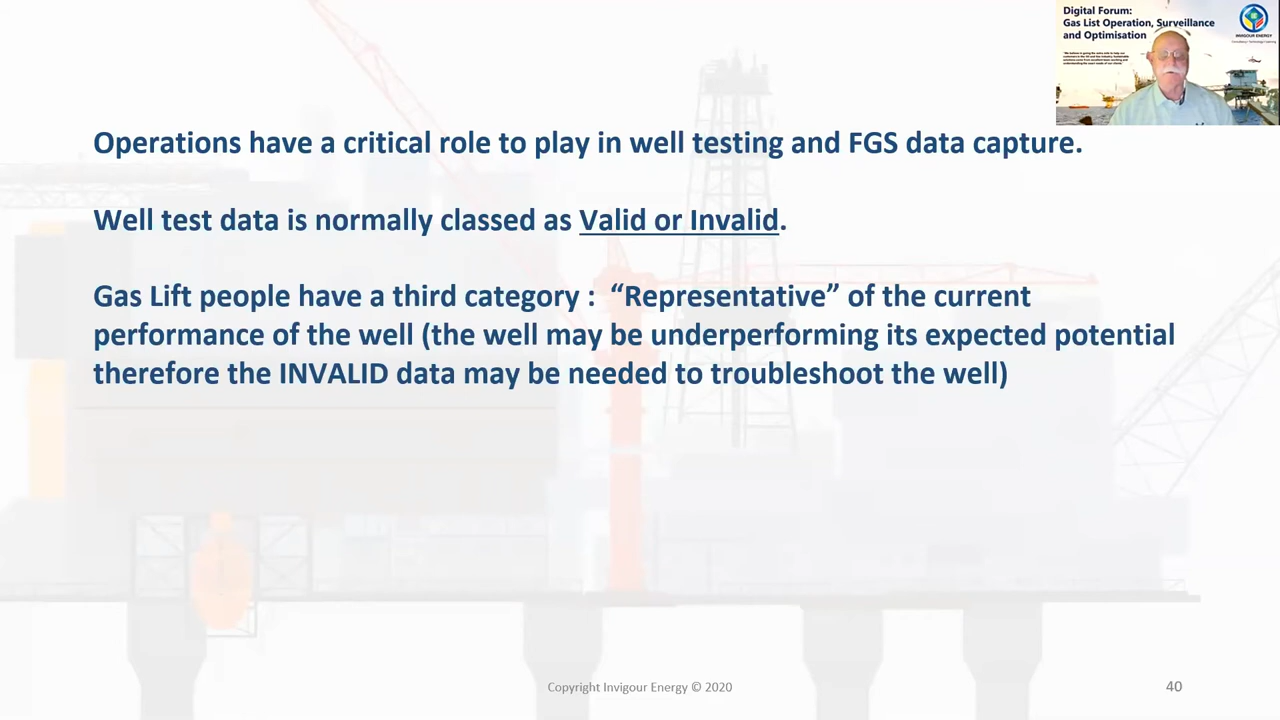 Digital Forum:
Gas List Operation, Surveillance
and Optimisation
INVIGOUR ENERGY
Operations have a critical role to play in well testing and FGS data capture.
Well test data is normally classed as Valid or Invalid.
Gas Lift people have a third category : “Representative” of the current
performance of the well (the well may be underperforming its expected potential
therefore the INVALID data may be needed to troubleshoot the well)
Copyright Invigour Energy © 2020
40